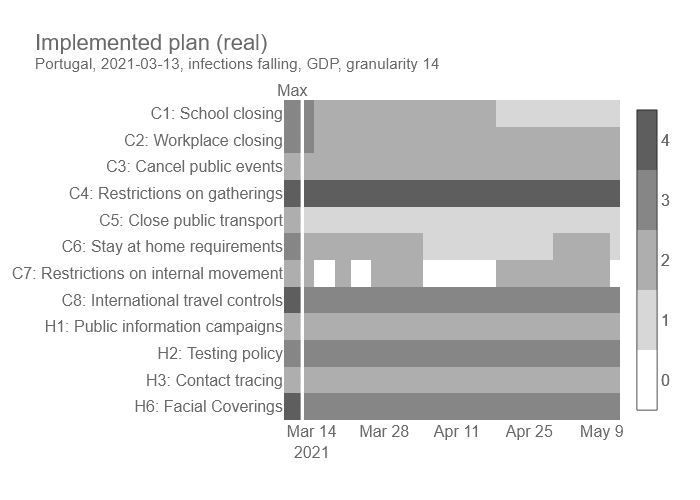 Implemented plan (real)
Portugal, 2021-03-13, infections falling, GDP, granularity 14
Max
C1: School closing
C2: Workplace closing
C3: Cancel public events
C4: Restrictions on gatherings
C5: Close public transport
C6: Stay at home requirements
C7: Restrictions on internal movement
C8: International travel controls
H1: Public information campaigns
H2: Testing policy
H3: Contact tracing
H6: Facial Coverings
4
3
2
1
0
Mar 14 Mar 28 Apr 11 Apr 25 May 9
2021